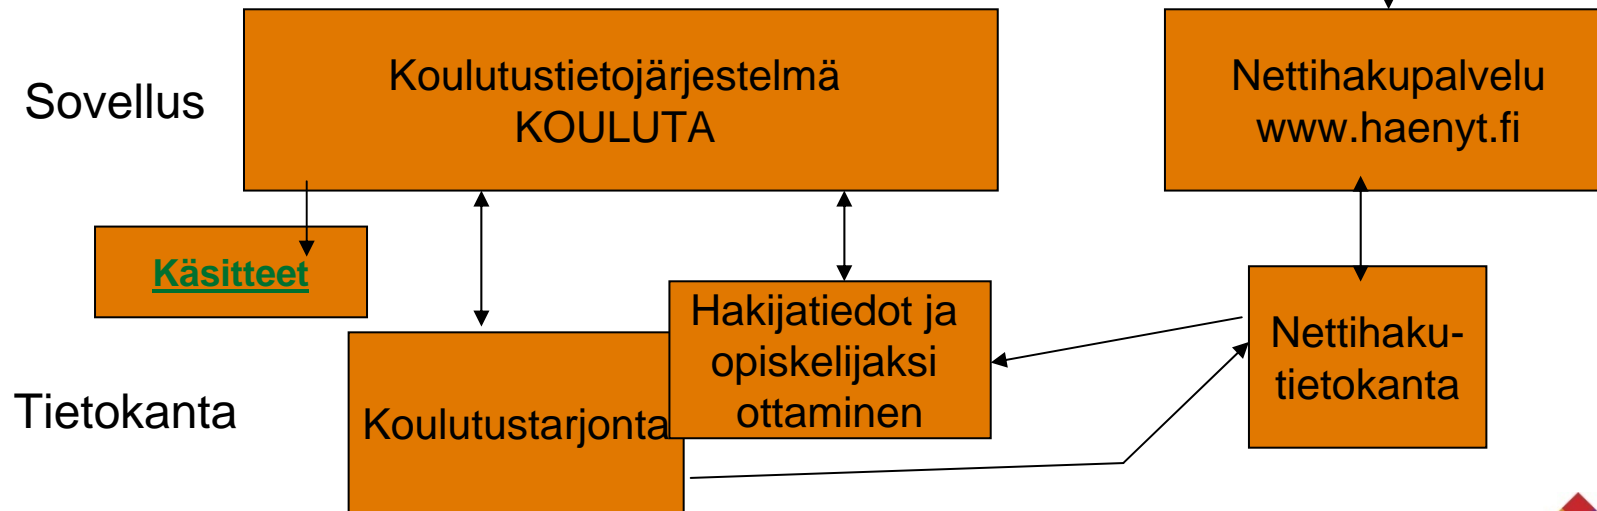 Sovellus
Koulutustietojärjestelmä
KOULUTA
Nettihakupalvelu
www.haenyt.fi
Käsitteet
Tietokanta
Koulutustarjonta
Hakijatiedot ja
opiskelijaksi
ottaminen
Nettihaku-
tietokanta